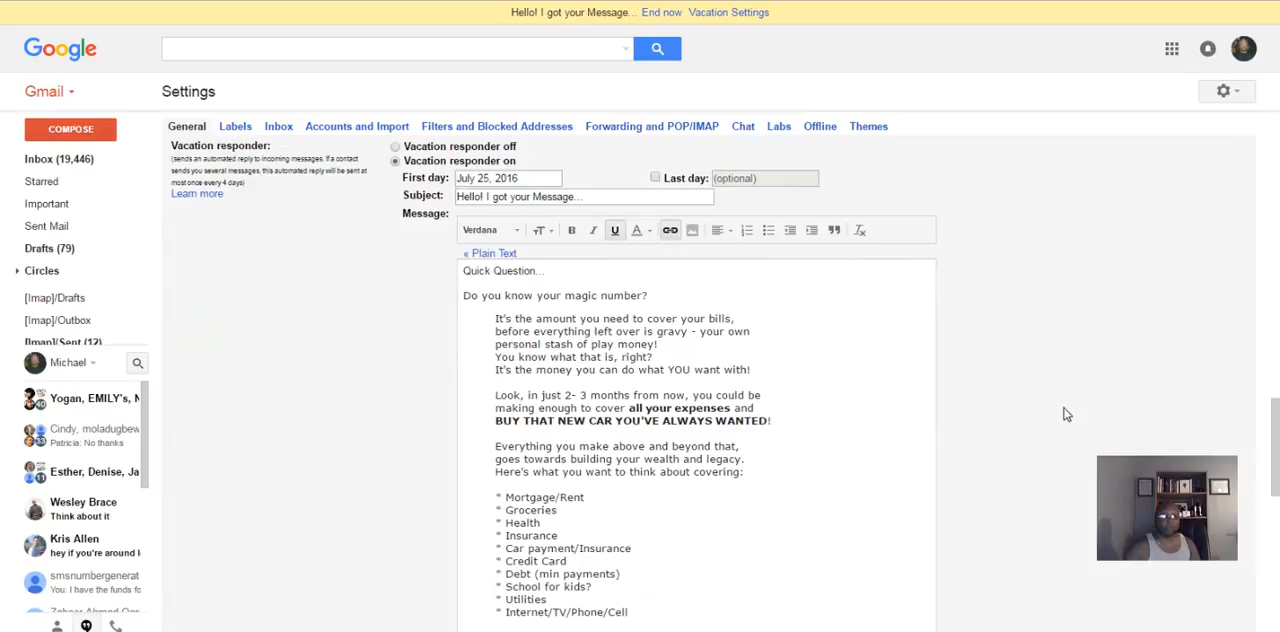 Hello! I got your Message... End now Vacation Settings
Google
Gmail
Settings
COMPOSE
General Labels Inbox Accounts and Import Filters and Blocked Addresses Forwarding and POP/IMAP Chat Labs Offline Themes
Inbox (19,446)
Starred
Important
Sent Mail
Drafts (79)
Circles
[Imap]/Drafts
[Imap]/Outbox
[Imap]/Sent (12)
Michael
Yogan, EMILY's, N
Cindy, moladugbew
Patricia: No thanks
Esther, Denise, Ja
Wesley Brace
Think about it
Kris Allen
hey if you're around l
smsnumbergenerat
You: I have the funds fo
Vacation responder:
(sends an automated reply to incoming messages. If a contact
sends you several messages, this automated reply will be sent at
most once every 4 days)
Learn more
Vacation responder off
Vacation responder on
First day: July 25, 2016 Last day: (optional)
Subject: Hello! I got your Message...
Message:
Verdana
« Plain Text
Quick Question...
Do you know your magic number?
It's the amount you need to cover your bills,
before everything left over is gravy - your own
personal stash of play money!
You know what that is, right?
It's the money you can do what YOU want with!
Look, in just 2- 3 months from now, you could be
making enough to cover all your expenses and
BUY THAT NEW CAR YOU'VE ALWAYS WANTED!
Everything you make above and beyond that,
goes towards building your wealth and legacy.
Here's what you want to think about covering:
* Mortgage/Rent
* Groceries
* Health
* Insurance
* Car payment/Insurance
* Credit Card
* Debt (min payments)
* School for kids?
* Utilities
* Internet/TV/Phone/Cell